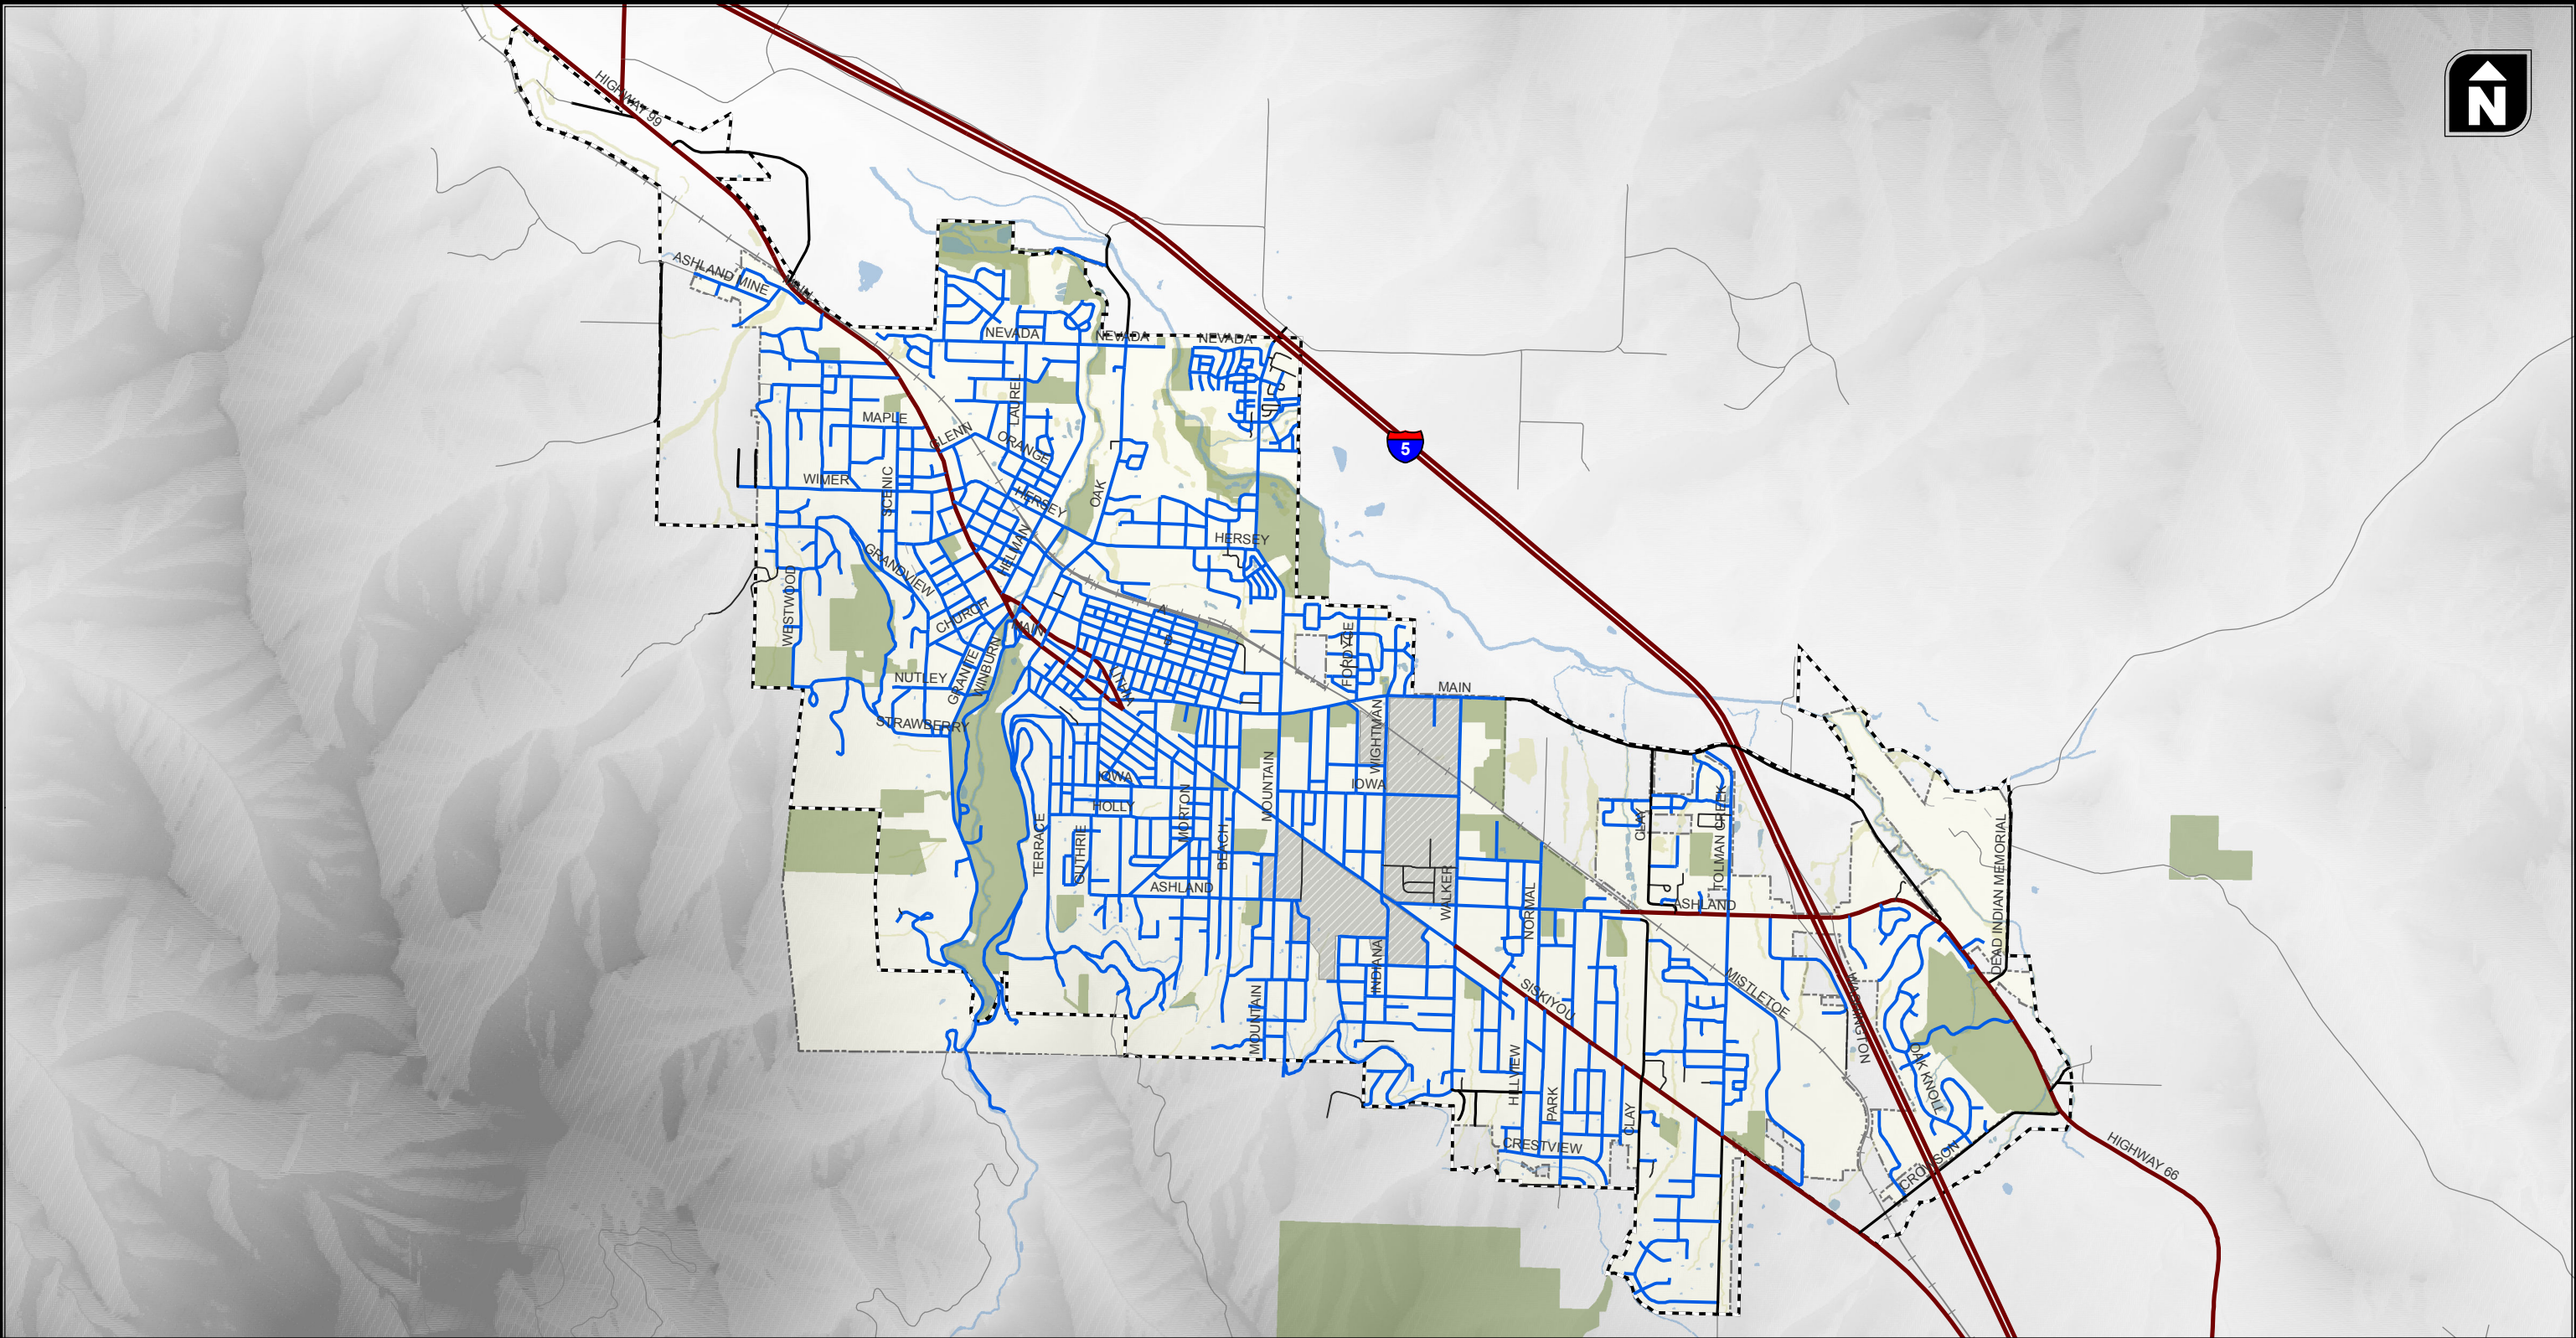 HIGHWAY 99
N
ASHLAND MINE
MAIN
NEVADA
NEVADA
NEVADA
LAUREL
MAPLE
GLENN
ORANGE
5
WIMER
SCENIC
HERSEY
OAK
HERSEY
HELMAN
GRANDVIEW
WESTWOOD
CHURCH
MAIN
A
B
FORDYCE
GRANITE
WINBURN
NUTLEY
LITHIA
MAIN
STRAWBERRY
WIGHTMAN
IOWA
MOUNTAIN
IOWA
HOLLY
MORTON
TERRACE
GUTHRIE
BEACH
CLAY
TOLMAN CREEK
DEAD INDIAN MEMORIAL
ASHLAND
WALKER
NORMAL
ASHLAND
INDIANA
MOUNTAIN
SISKIYOU
MISTLETOE
WASHINGTON
OAK KNOLL
HILLVIEW
PARK
CLAY
CRESTVIEW
CROWSON
HIGHWAY 66